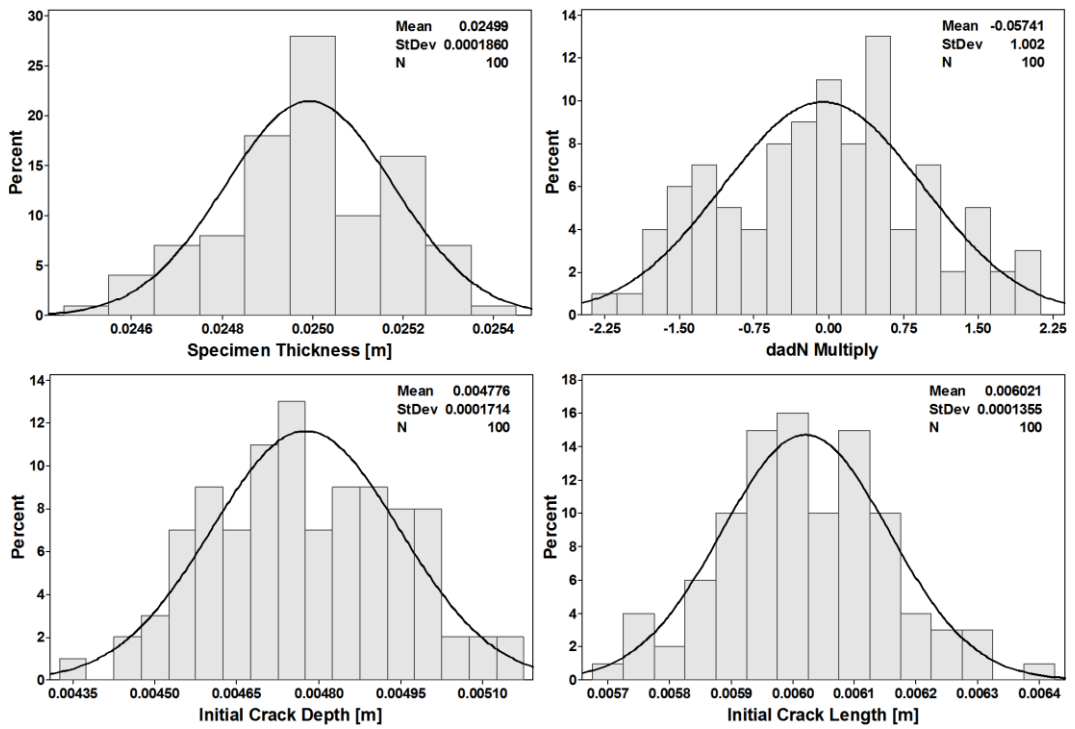 30
25
20
15
10
5
0
Percent
Mean 0.02499
StDev 0.0001860
N 100
0.0246 0.0248 0.0250 0.0252 0.0254
Specimen Thickness [m]
14
12
10
8
6
4
2
0
Percent
Mean -0.05741
StDev 1.002
N 100
-2.25 -1.50 -0.75 0.00 0.75 1.50 2.25
dadN Multiply
14
12
10
8
6
4
2
0
Percent
Mean 0.004776
StDev 0.0001714
N 100
0.00435 0.00450 0.00465 0.00480 0.00495 0.00510
Initial Crack Depth [m]
18
16
14
12
10
8
6
4
2
0
Percent
Mean 0.006021
StDev 0.0001355
N 100
0.0057 0.0058 0.0059 0.0060 0.0061 0.0062 0.0063 0.0064
Initial Crack Length [m]